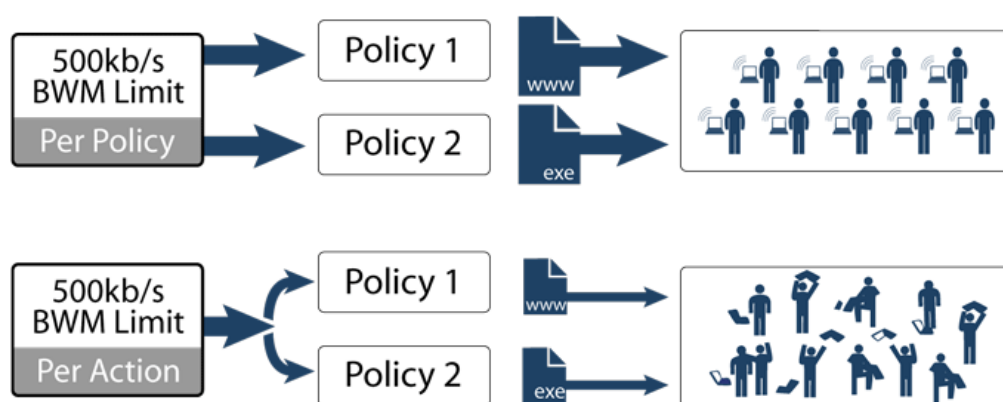 500kb/s
BWM Limit
Per Policy
Policy 1
www
Policy 2
exe
500kb/s
BWM Limit
Per Action
Policy 1
www
Policy 2
exe